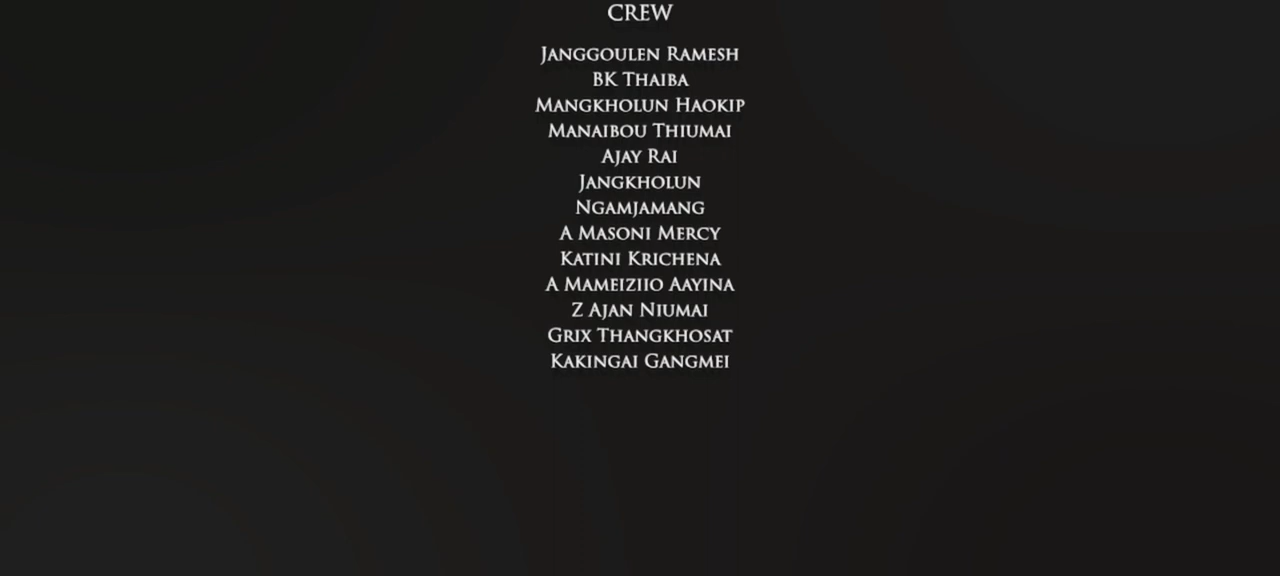 CREW
JANGGOULEN RAMESH
BK THAIBA
MANGKHOLUN HAOKIP
MANAIBOU THIUMAI
AJAY RAI
JANGKHOLUN
NGAMJAMANG
A MASONI MERCY
KATINI KRICHENA
A MAMEIZIIO AAYINA
Z AJAN NIUMAI
GRIX THANGKHOSAT
KAKINGAI GANGMEI